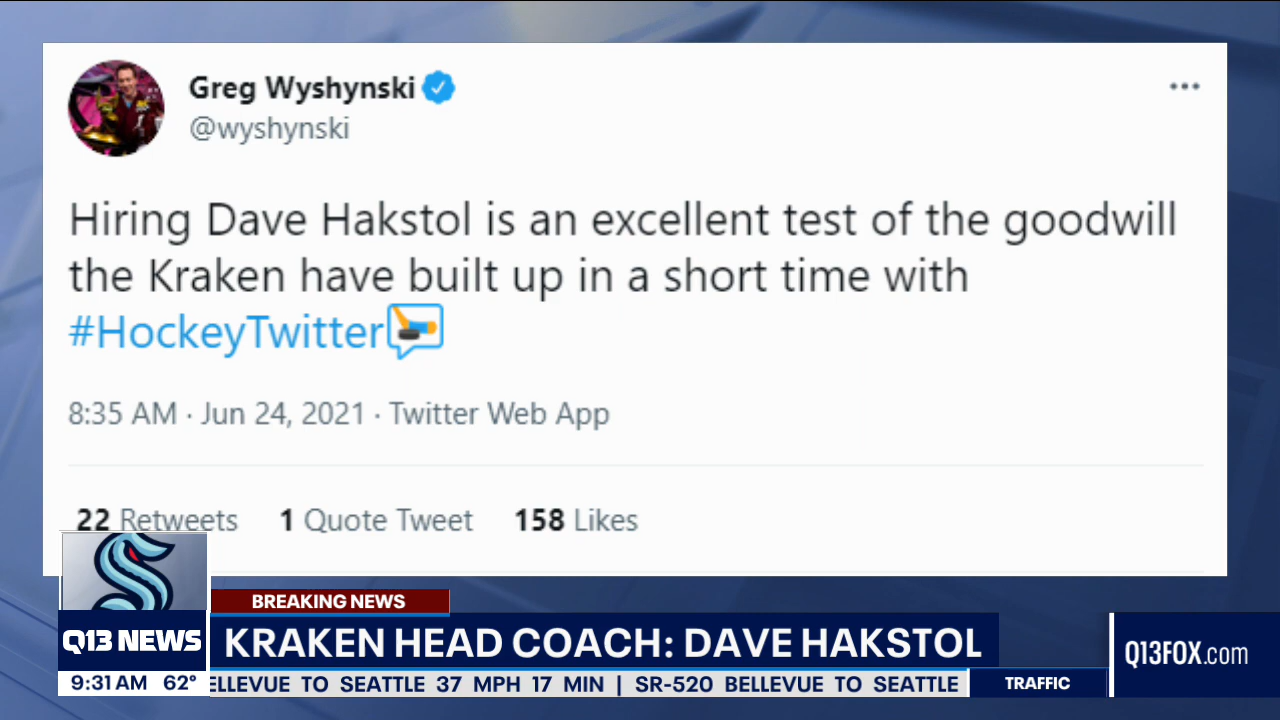 Greg Wyshynski
@wyshynski
Hiring Dave Hakstol is an excellent test of the goodwill
the Kraken have built up in a short time with
#HockeyTwitter
8:35 AM · Jun 24, 2021 · Twitter Web App
22 Retweets 1 Quote Tweet 158 Likes
BREAKING NEWS
Q13 NEWS
KRAKEN HEAD COACH: DAVE HAKSTOL
Q13FOX.com
9:31 AM 62°
ELLEVUE TO SEATTLE 37 MPH 17 MIN | SR-520 BELLEVUE TO SEATTLE
TRAFFIC